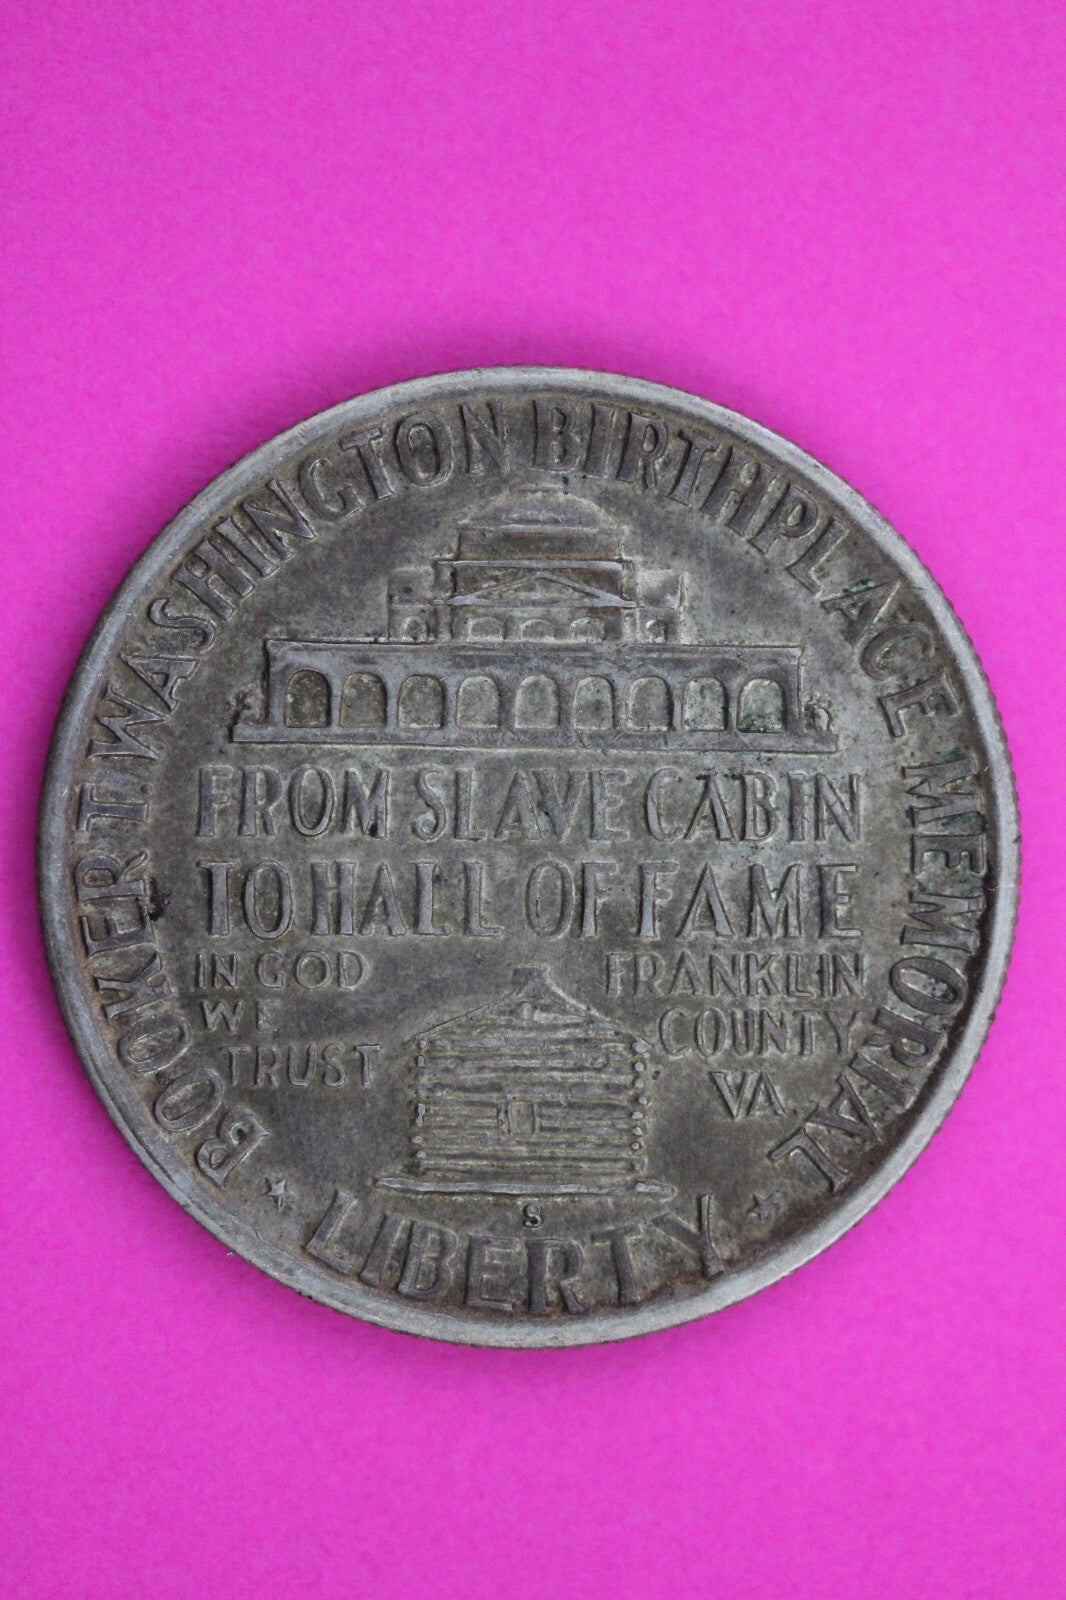 BOOKER T. WASHINGTON BIRTHPLACE MEMORIAL
FROM SLAVE CABIN
TO HALL OF FAME
IN GOD
WE
TRUST
FRANKLIN
COUNTY
VA.
S
LIBERTY